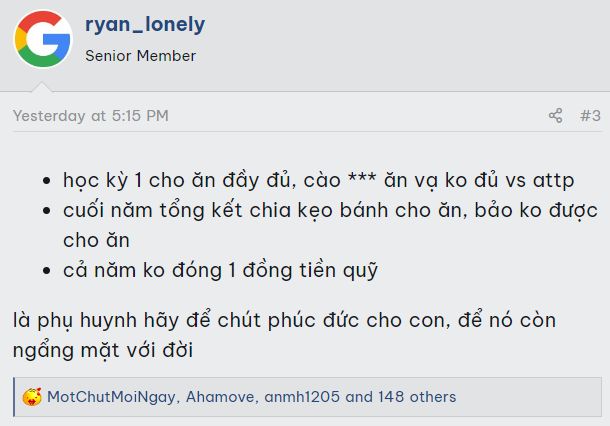 ryan_lonely
Senior Member
Yesterday at 5:15 PM
#3
• học kỳ 1 cho ăn đầy đủ, cào *** ăn vạ ko đủ vs attp
• cuối năm tổng kết chia kẹo bánh cho ăn, bảo ko được
cho ăn
• cả năm ko đóng 1 đồng tiền quỹ
là phụ huynh hãy để chút phúc đức cho con, để nó còn
ngẩng mặt với đời
MotChutMoiNgay, Ahamove, anmh1205 and 148 others